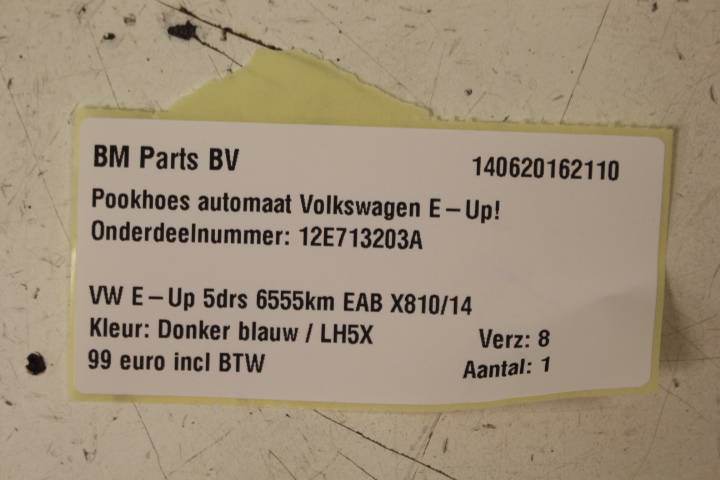 BM Parts BV 140620162110
Pookhoes automaat Volkswagen E-Up!
Onderdeelnummer: 12E713203A
VW E-Up 5drs 6555km EAB X810/14
Kleur: Donker blauw / LH5X Verz: 8
99 euro incl BTW Aantal: 1